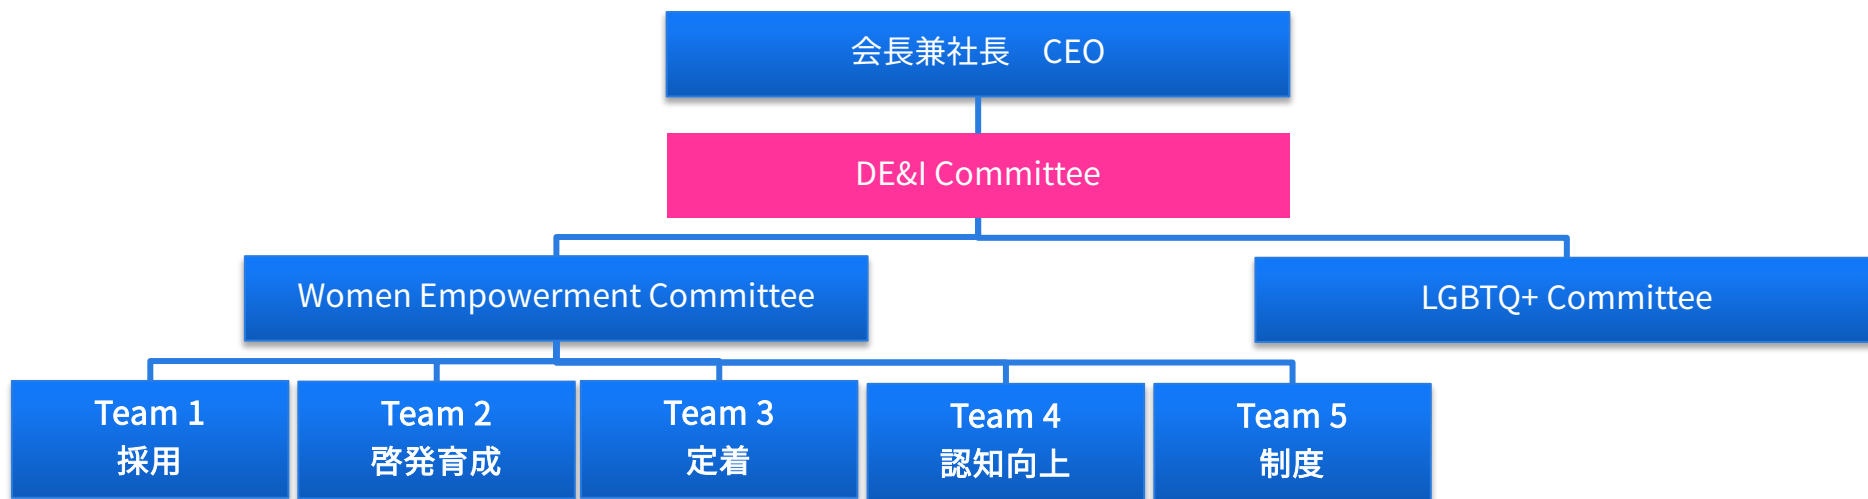 会長兼社長　CEO
DE&I Committee
Women Empowerment Committee
LGBTQ+ Committee
Team 1
採用
Team 2
啓発育成
Team 3
定着
Team 4
認知向上
Team 5
制度